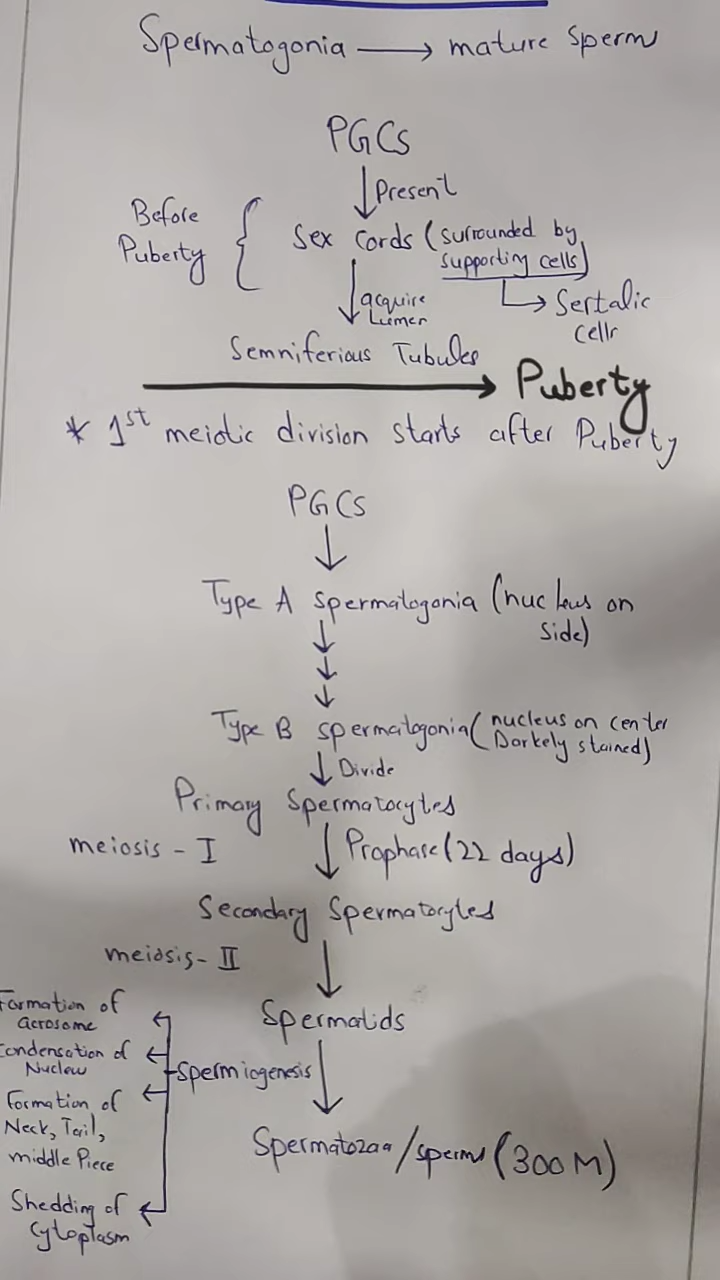 Spermatogonia → mature sperm
PGCs
↓ Present
Before
Puberty { Sex Cords (surrounded by
supporting cells)
↳ Sertalic
cells
↓ acquire
Lumen
Semniferious Tubules
→ Puberty
* 1st meiotic division starts after Puberty
PGCs
↓
Type A Spermatogonia (nucleus on
side)
↓
↓
↓
Type B Spermatogonia (nucleus on center
Darkely stained)
↓ Divide
Primary Spermatocytes
meiosis - I ↓ Prophase (22 days)
Secondary Spermatocytes
meiosis - II ↓
Spermatids
Spermiogenesis ↓
Formation of
acrosome
Condensation of
Nucleus
Formation of
Neck, Tail,
middle Piece
Shedding of
Cytoplasm
Spermatozoa/sperms (300 M)